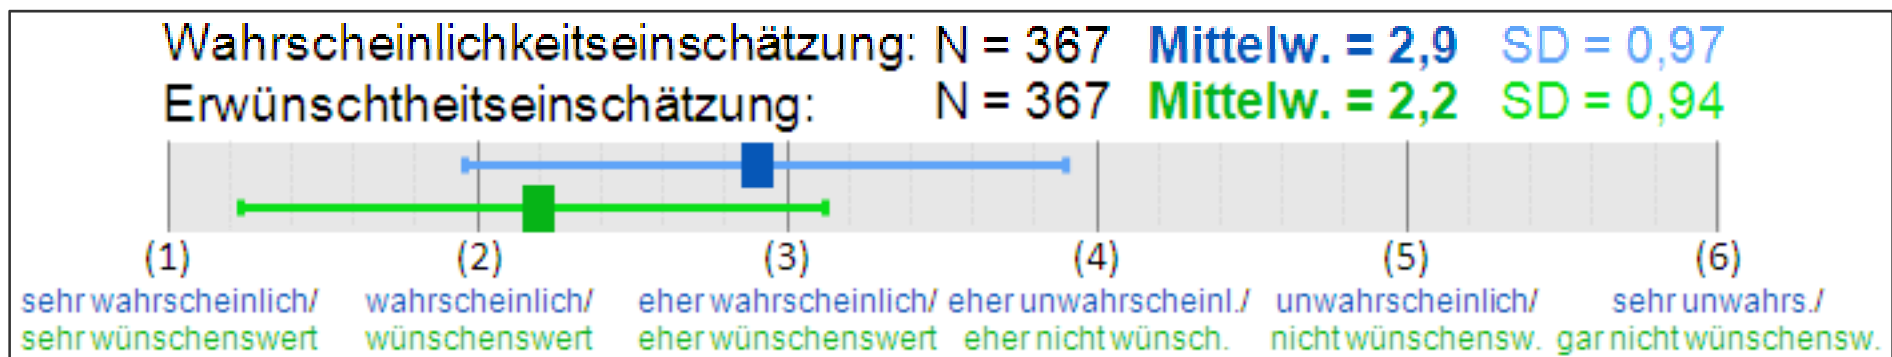 Wahrscheinlichkeitseinschätzung: N = 367 Mittelw. = 2,9 SD = 0,97
Erwünschtheitseinschätzung: N = 367 Mittelw. = 2,2 SD = 0,94
(1) (2) (3) (4) (5) (6)
sehr wahrscheinlich/ wahrscheinlich/ eher wahrscheinlich/ eher unwahrscheinl./ unwahrscheinlich/ sehr unwahrs./
sehr wünschenswert wünschenswert eher wünschenswert eher nicht wünsch. nicht wünschensw. gar nicht wünschensw.